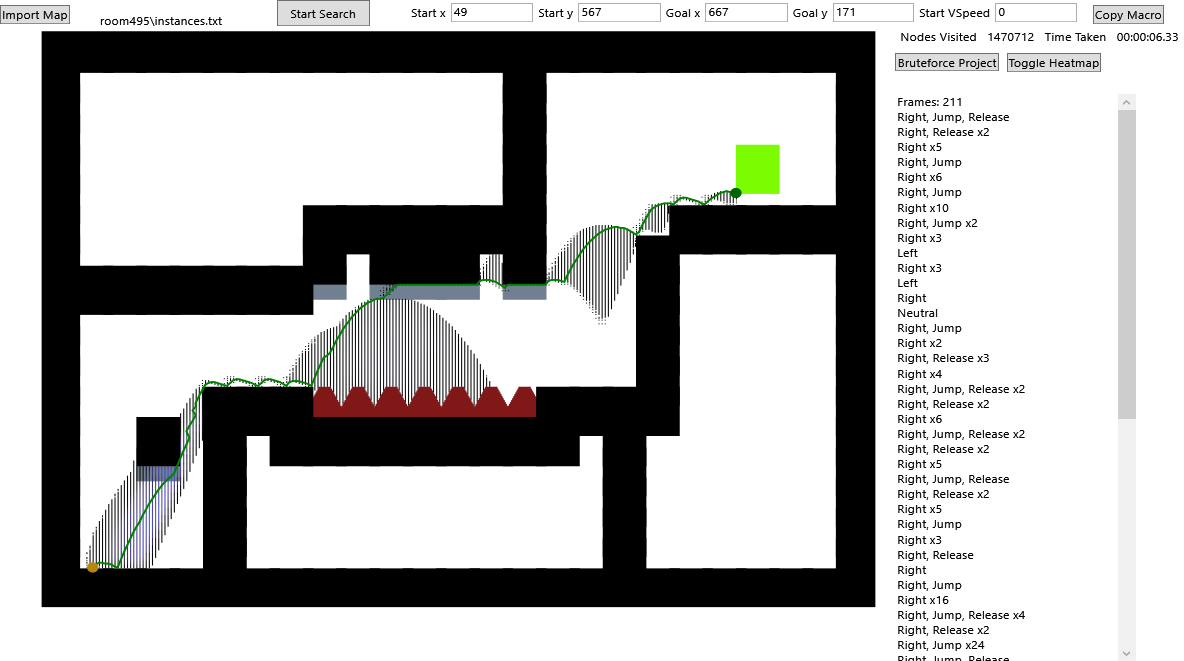 Import Map
room495\instances.txt
Start Search
Start x 49 Start y 567 Goal x 667 Goal y 171 Start VSpeed 0
Copy Macro
Nodes Visited 1470712 Time Taken 00:00:06.33
Bruteforce Project Toggle Heatmap
Frames: 211
Right, Jump, Release
Right, Release x2
Right x5
Right, Jump
Right x6
Right, Jump
Right x10
Right, Jump x2
Right x3
Left
Right x3
Left
Right
Neutral
Right, Jump
Right x2
Right, Release x3
Right x4
Right, Jump, Release x2
Right, Release x2
Right x6
Right, Jump, Release x2
Right, Release x2
Right x5
Right, Jump, Release
Right, Release x2
Right x5
Right, Jump
Right x3
Right, Release
Right
Right, Jump
Right x16
Right, Jump, Release x4
Right, Release x2
Right, Jump x24
Right, Jump, Release